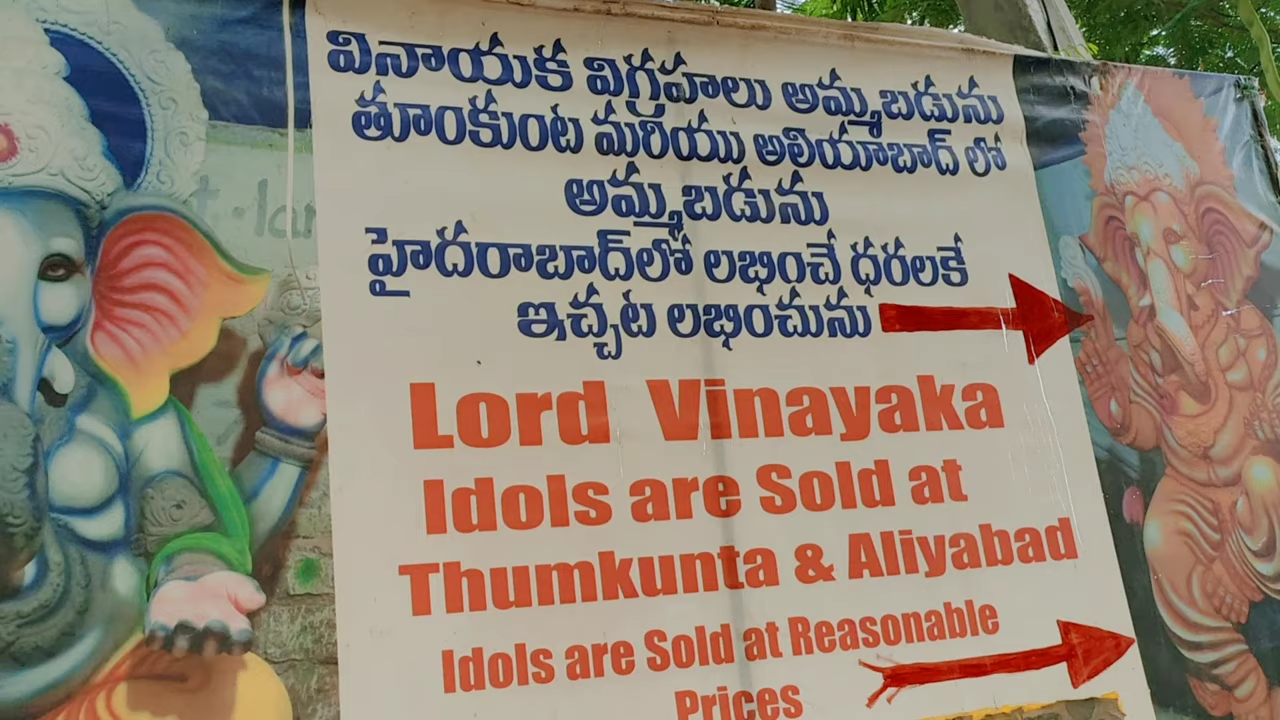 వినాయక విగ్రహలు అమ్మబడును
తూంకుంట మరియు అలియాబాద్ లో
అమ్మబడును
హైదరాబాద్‌లో లభించే ధరలకే
ఇచ్చట లభించును
Lord Vinayaka
Idols are Sold at
Thumkunta & Aliyabad
Idols are Sold at Reasonable
Prices